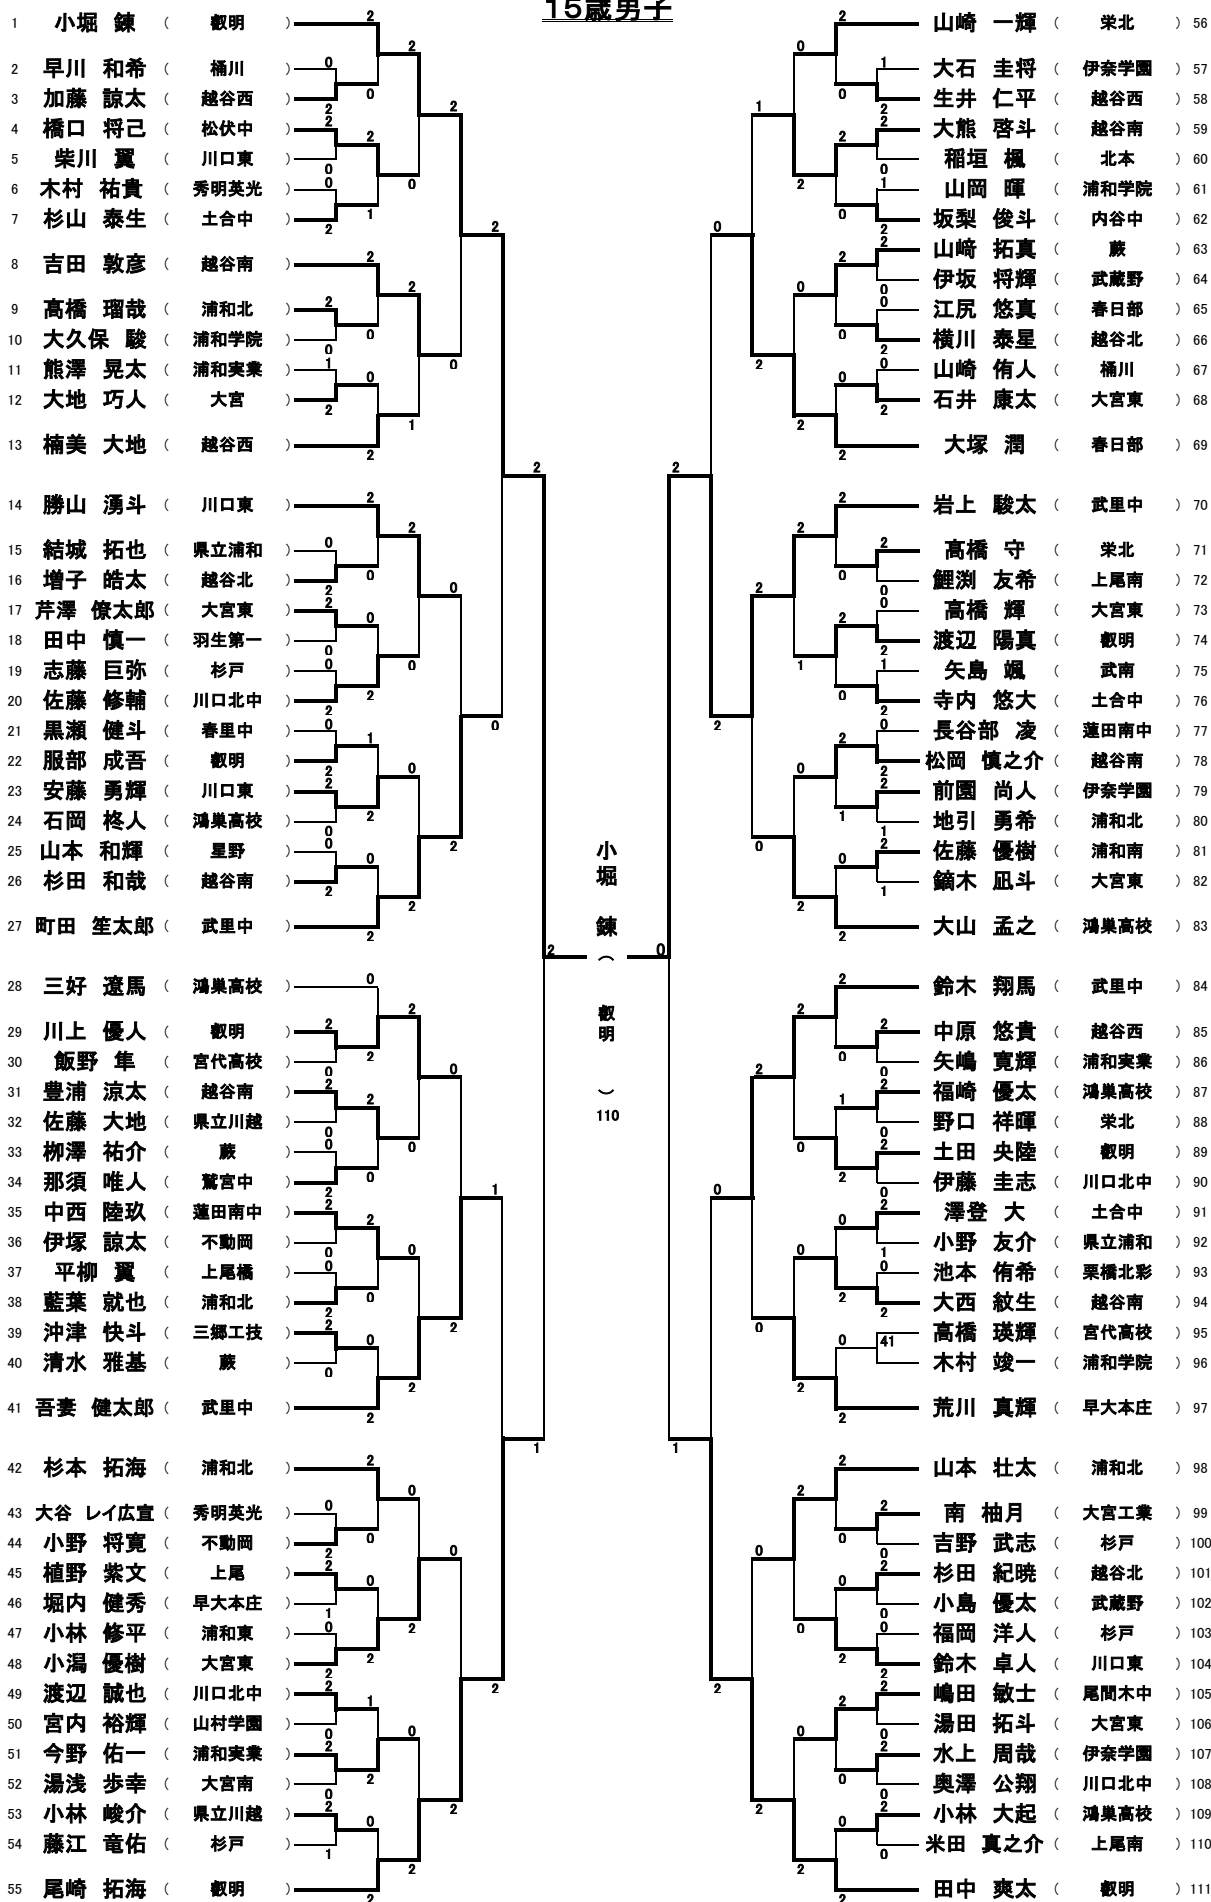 15歳男子
1 小堀 錬 （ 叡明 ）
2 早川 和希 （ 桶川 ）
3 加藤 諒太 （ 越谷西 ）
4 橋口 将己 （ 松伏中 ）
5 柴川 翼 （ 川口東 ）
6 木村 祐貴 （ 秀明英光 ）
7 杉山 泰生 （ 土合中 ）
8 吉田 敦彦 （ 越谷南 ）
9 高橋 瑠哉 （ 浦和北 ）
10 大久保 駿 （ 浦和学院 ）
11 熊澤 晃太 （ 浦和実業 ）
12 大地 巧人 （ 大宮 ）
13 楠美 大地 （ 越谷西 ）
14 勝山 湧斗 （ 川口東 ）
15 結城 拓也 （ 県立浦和 ）
16 増子 皓太 （ 越谷北 ）
17 芹澤 僚太郎 （ 大宮東 ）
18 田中 慎一 （ 羽生第一 ）
19 志藤 巨弥 （ 杉戸 ）
20 佐藤 修輔 （ 川口北中 ）
21 黒瀬 健斗 （ 春里中 ）
22 服部 成吾 （ 叡明 ）
23 安藤 勇輝 （ 川口東 ）
24 石岡 柊人 （ 鴻巣高校 ）
25 山本 和輝 （ 星野 ）
26 杉田 和哉 （ 越谷南 ）
27 町田 笙太郎 （ 武里中 ）
28 三好 遼馬 （ 鴻巣高校 ）
29 川上 優人 （ 叡明 ）
30 飯野 隼 （ 宮代高校 ）
31 豊浦 涼太 （ 越谷南 ）
32 佐藤 大地 （ 県立川越 ）
33 栁澤 祐介 （ 蕨 ）
34 那須 唯人 （ 鷲宮中 ）
35 中西 陸玖 （ 蓮田南中 ）
36 伊塚 諒太 （ 不動岡 ）
37 平柳 翼 （ 上尾橘 ）
38 藍葉 就也 （ 浦和北 ）
39 沖津 快斗 （ 三郷工技 ）
40 清水 雅基 （ 蕨 ）
41 吾妻 健太郎 （ 武里中 ）
42 杉本 拓海 （ 浦和北 ）
43 大谷 レイ広宣 （ 秀明英光 ）
44 小野 将寛 （ 不動岡 ）
45 植野 紫文 （ 上尾 ）
46 堀内 健秀 （ 早大本庄 ）
47 小林 修平 （ 浦和東 ）
48 小潟 優樹 （ 大宮東 ）
49 渡辺 誠也 （ 川口北中 ）
50 宮内 裕輝 （ 山村学園 ）
51 今野 佑一 （ 浦和実業 ）
52 湯浅 歩幸 （ 大宮南 ）
53 小林 峻介 （ 県立川越 ）
54 藤江 竜佑 （ 杉戸 ）
55 尾崎 拓海 （ 叡明 ）
小堀 錬 （ 叡明 ）
110
山崎 一輝 （ 栄北 ） 56
大石 圭将 （ 伊奈学園 ） 57
生井 仁平 （ 越谷西 ） 58
大熊 啓斗 （ 越谷南 ） 59
稲垣 楓 （ 北本 ） 60
山岡 暉 （ 浦和学院 ） 61
坂梨 俊斗 （ 内谷中 ） 62
山﨑 拓真 （ 蕨 ） 63
伊坂 将輝 （ 武蔵野 ） 64
江尻 悠真 （ 春日部 ） 65
横川 泰星 （ 越谷北 ） 66
山崎 侑人 （ 桶川 ） 67
石井 康太 （ 大宮東 ） 68
大塚 潤 （ 春日部 ） 69
岩上 駿太 （ 武里中 ） 70
高橋 守 （ 栄北 ） 71
鯉渕 友希 （ 上尾南 ） 72
高橋 輝 （ 大宮東 ） 73
渡辺 陽真 （ 叡明 ） 74
矢島 颯 （ 武南 ） 75
寺内 悠大 （ 土合中 ） 76
長谷部 凌 （ 蓮田南中 ） 77
松岡 慎之介 （ 越谷南 ） 78
前園 尚人 （ 伊奈学園 ） 79
地引 勇希 （ 浦和北 ） 80
佐藤 優樹 （ 浦和南 ） 81
鏑木 凪斗 （ 大宮東 ） 82
大山 孟之 （ 鴻巣高校 ） 83
鈴木 翔馬 （ 武里中 ） 84
中原 悠貴 （ 越谷西 ） 85
矢嶋 寛輝 （ 浦和実業 ） 86
福崎 優太 （ 鴻巣高校 ） 87
野口 祥暉 （ 栄北 ） 88
土田 央陸 （ 叡明 ） 89
伊藤 圭志 （ 川口北中 ） 90
澤登 大 （ 土合中 ） 91
小野 友介 （ 県立浦和 ） 92
池本 侑希 （ 栗橋北彩 ） 93
大西 紋生 （ 越谷南 ） 94
高橋 瑛輝 （ 宮代高校 ） 95
木村 竣一 （ 浦和学院 ） 96
荒川 真輝 （ 早大本庄 ） 97
山本 壮太 （ 浦和北 ） 98
南 柚月 （ 大宮工業 ） 99
吉野 武志 （ 杉戸 ） 100
杉田 紀暁 （ 越谷北 ） 101
小島 優太 （ 武蔵野 ） 102
福岡 洋人 （ 杉戸 ） 103
鈴木 卓人 （ 川口東 ） 104
嶋田 敏士 （ 尾間木中 ） 105
湯田 拓斗 （ 大宮東 ） 106
水上 周哉 （ 伊奈学園 ） 107
奥澤 公翔 （ 川口北中 ） 108
小林 大起 （ 鴻巣高校 ） 109
米田 真之介 （ 上尾南 ） 110
田中 爽太 （ 叡明 ） 111